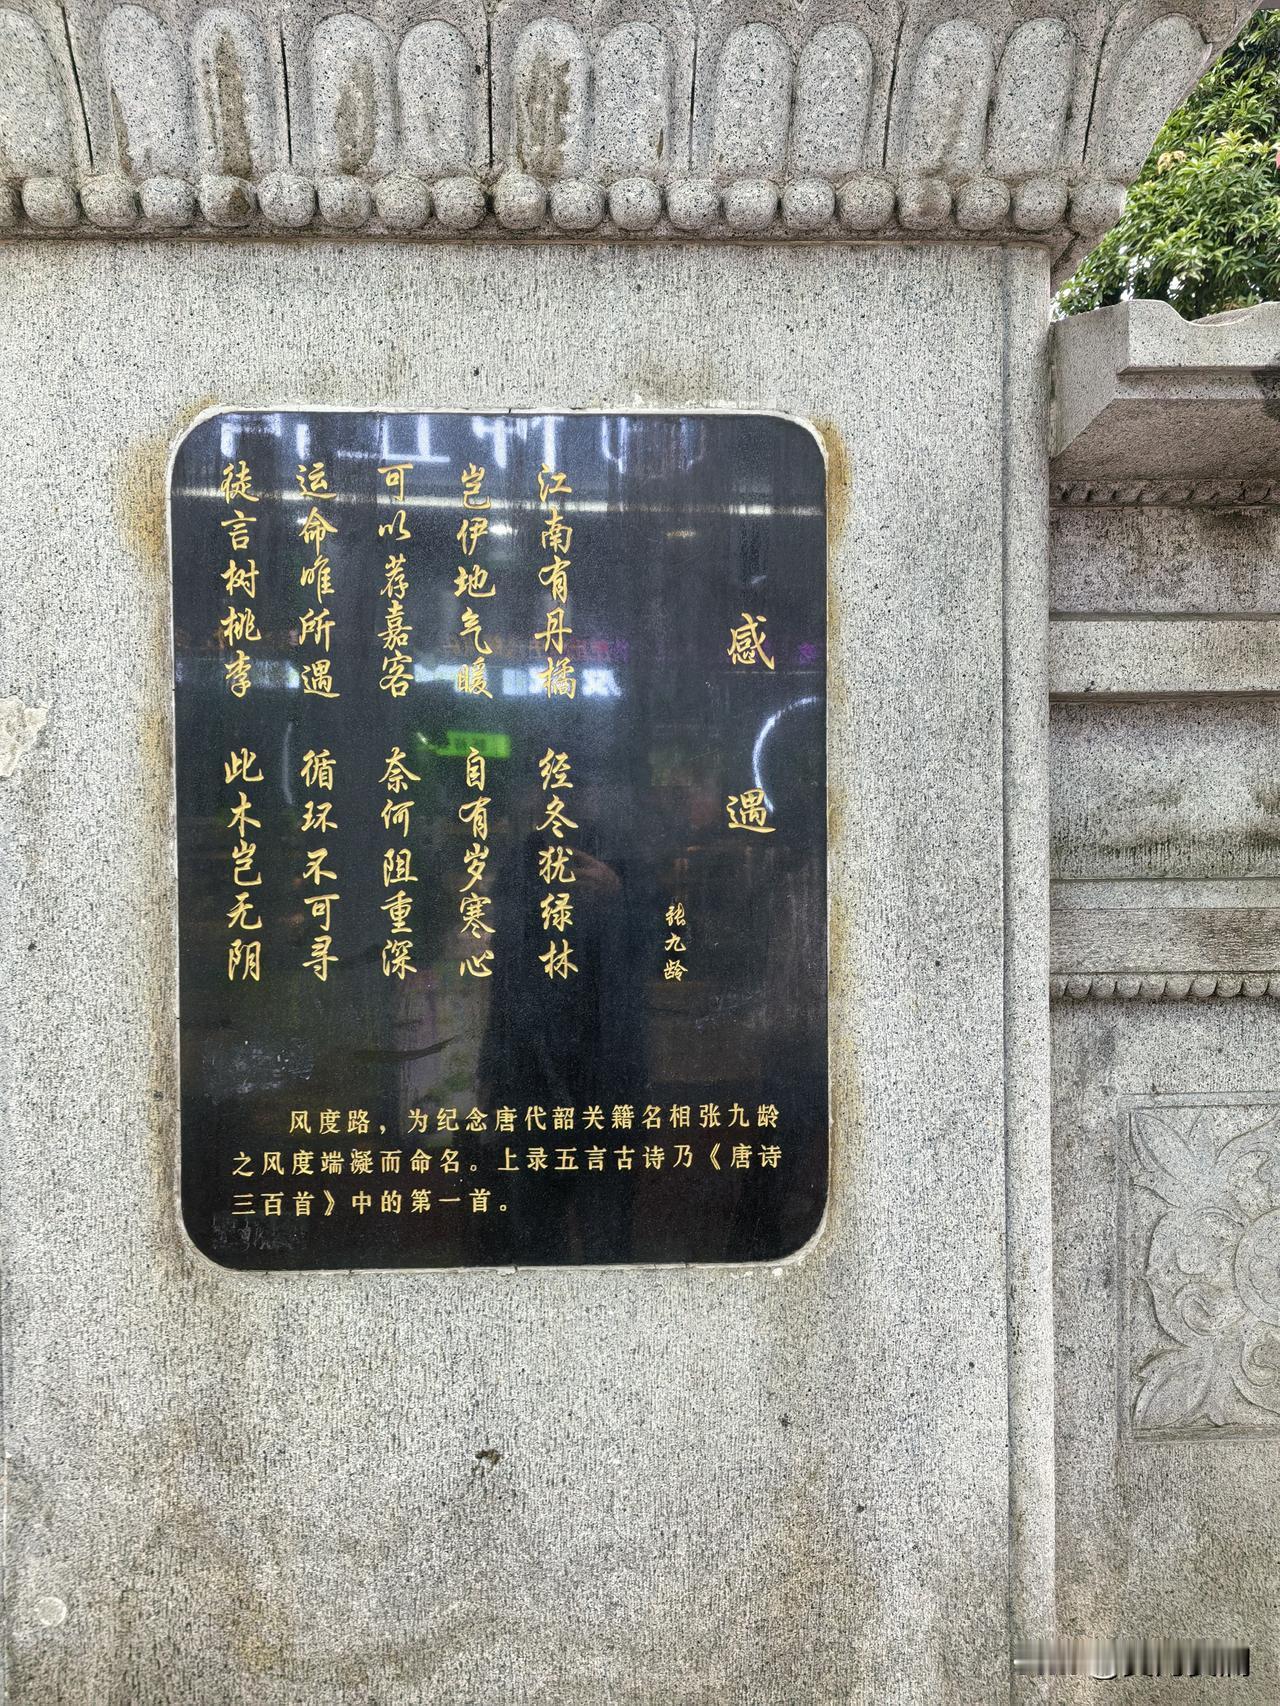 感遇
张九龄
江南有丹橘 经冬犹绿林
岂伊地气暖 自有岁寒心
可以荐嘉客 奈何阻重深
运命唯所遇 循环不可寻
徒言树桃李 此木岂无阴
风度路，为纪念唐代韶关籍名相张九龄
之风度端凝而命名。上录五言古诗乃《唐诗
三百首》中的第一首。